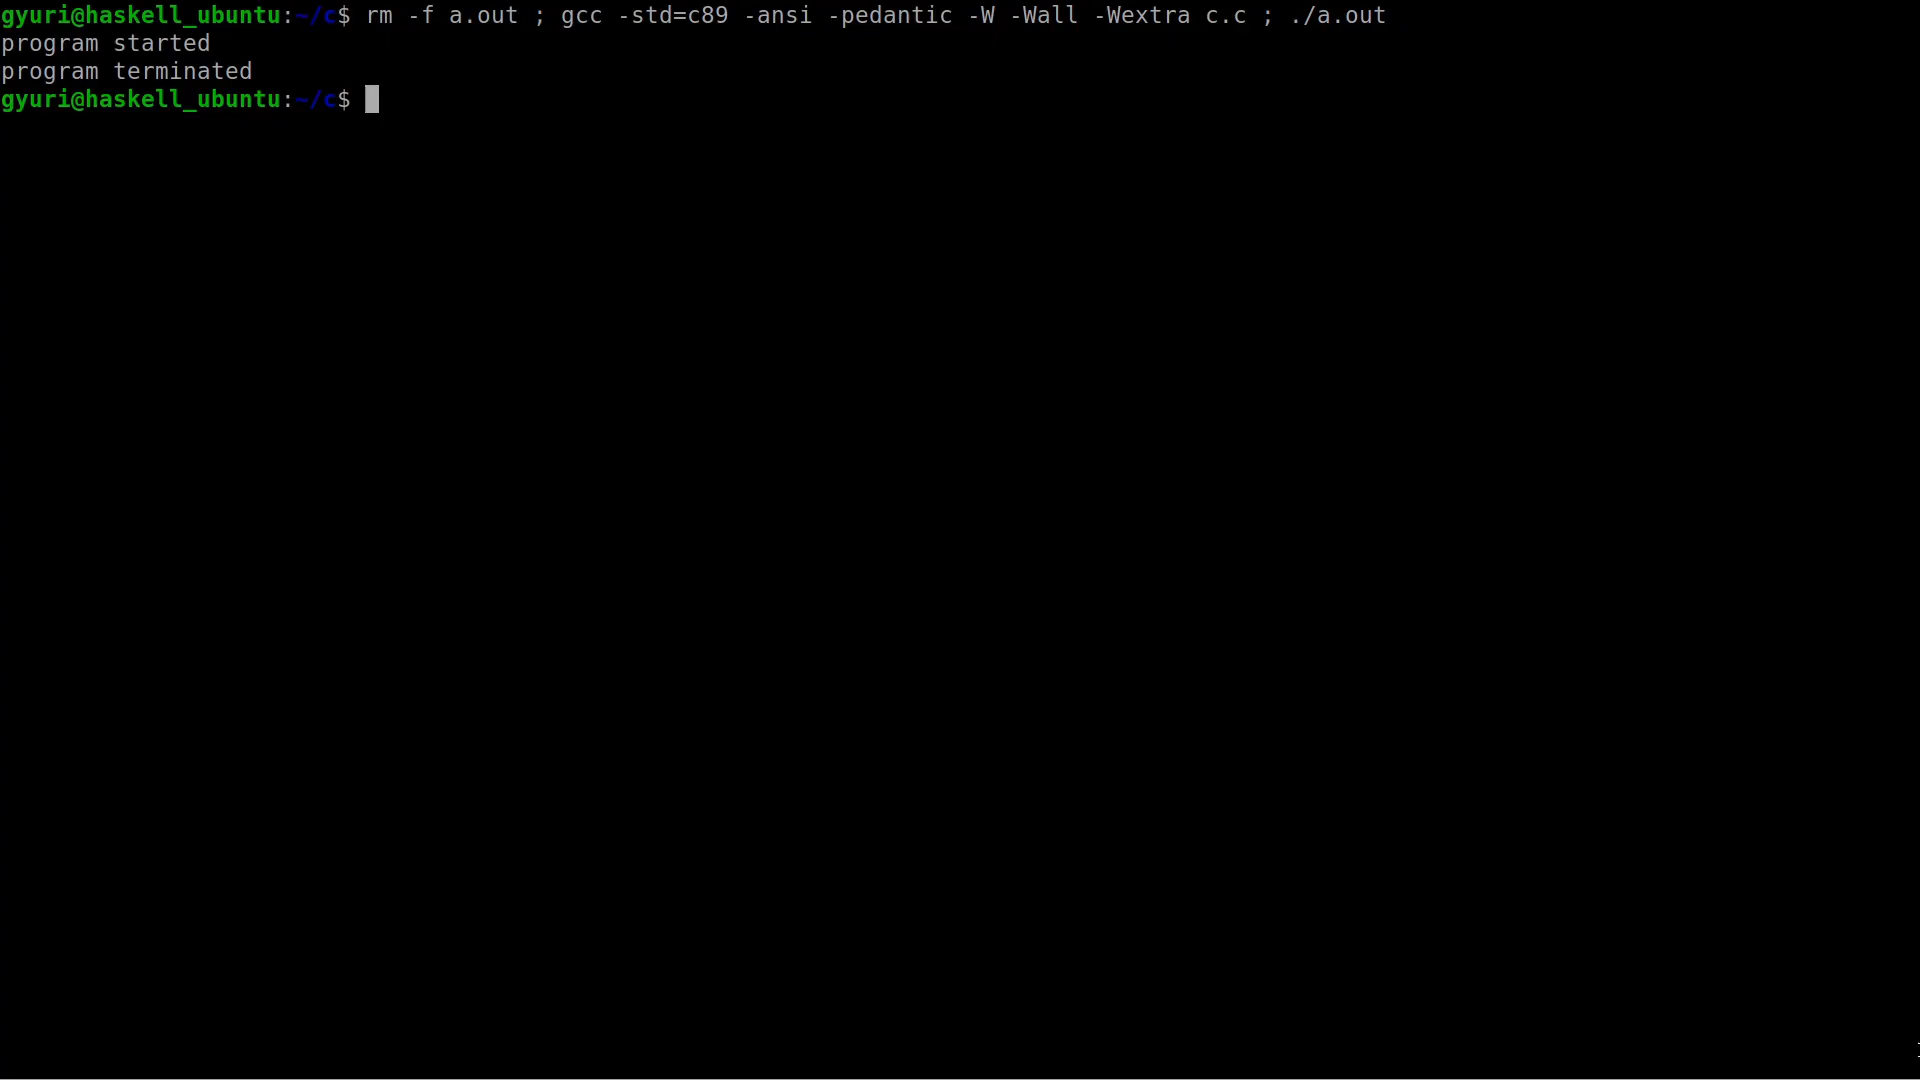 gyuri@haskell_ubuntu:~/c$ rm -f a.out ; gcc -std=c89 -ansi -pedantic -W -Wall -Wextra c.c ; ./a.out
program started
program terminated
gyuri@haskell_ubuntu:~/c$